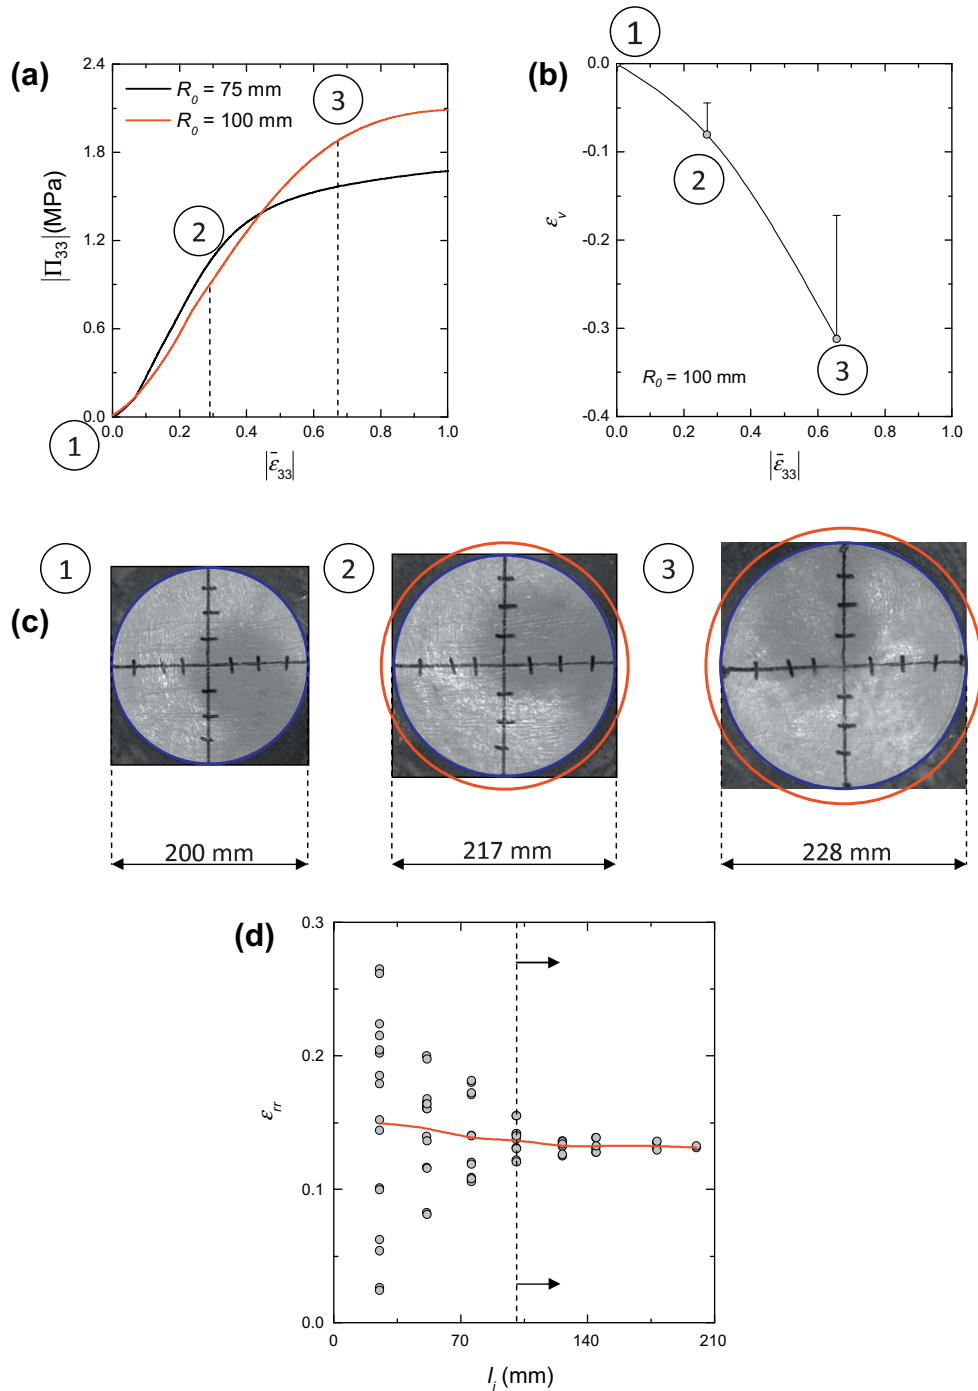 (a)
2.4
1.8
1.2
0.6
0.0
|Π33|(MPa)
R0 = 75 mm
R0 = 100 mm
1
2
3
0.0 0.2 0.4 0.6 0.8 1.0
|ε̄33|
(b)
1
0.0
-0.1
-0.2
-0.3
-0.4
εv
2
3
R0 = 100 mm
0.0 0.2 0.4 0.6 0.8 1.0
|ε̄33|
(c)
1
2
3
200 mm
217 mm
228 mm
(d)
0.3
0.2
0.1
0.0
εrr
0 70 140 210
li (mm)